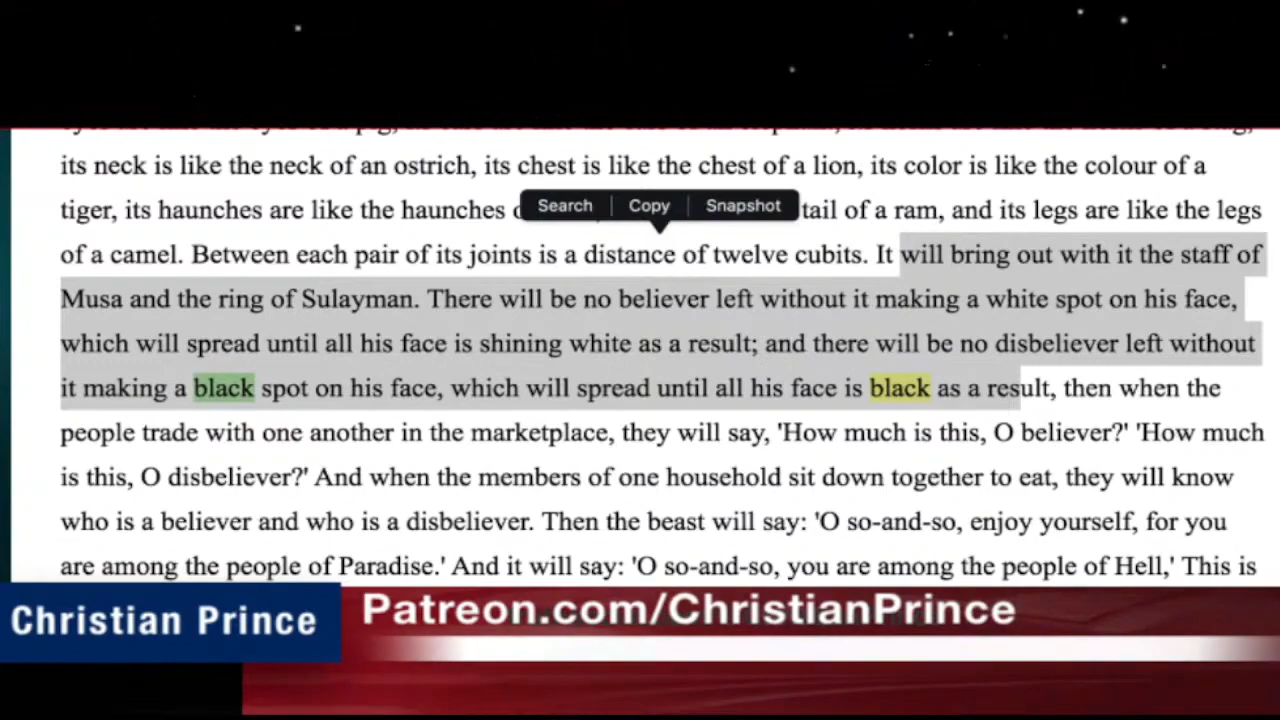 its neck is like the neck of an ostrich, its chest is like the chest of a lion, its color is like the colour of a
Search Copy Snapshot
tiger, its haunches are like the haunches tail of a ram, and its legs are like the legs
of a camel. Between each pair of its joints is a distance of twelve cubits. It will bring out with it the staff of
Musa and the ring of Sulayman. There will be no believer left without it making a white spot on his face,
which will spread until all his face is shining white as a result; and there will be no disbeliever left without
it making a black spot on his face, which will spread until all his face is black as a result, then when the
people trade with one another in the marketplace, they will say, 'How much is this, O believer?' 'How much
is this, O disbeliever?' And when the members of one household sit down together to eat, they will know
who is a believer and who is a disbeliever. Then the beast will say: 'O so-and-so, enjoy yourself, for you
are among the people of Paradise.' And it will say: 'O so-and-so, you are among the people of Hell,' This is
Christian Prince
Patreon.com/ChristianPrince